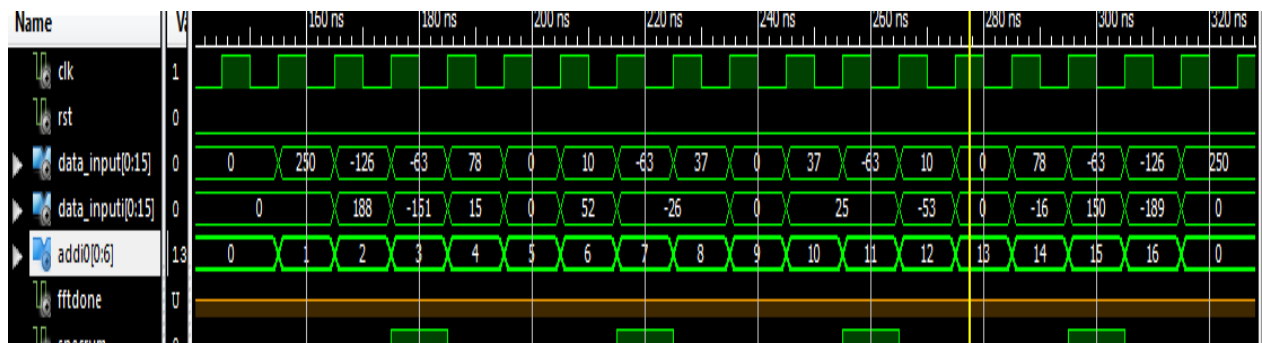 Name V 160 ns 180 ns 200 ns 220 ns 240 ns 260 ns 280 ns 300 ns 320 ns
clk 1
rst 0
data_input[0:15] 0 0 250 -126 -63 78 0 10 -63 37 0 37 -63 10 0 78 -63 -126 250
data_inputi[0:15] 0 0 188 -151 15 0 52 -26 0 25 -53 0 -16 150 -189 0
addi0[0:6] 13 0 1 2 3 4 5 6 7 8 9 10 11 12 13 14 15 16 0
fftdone U